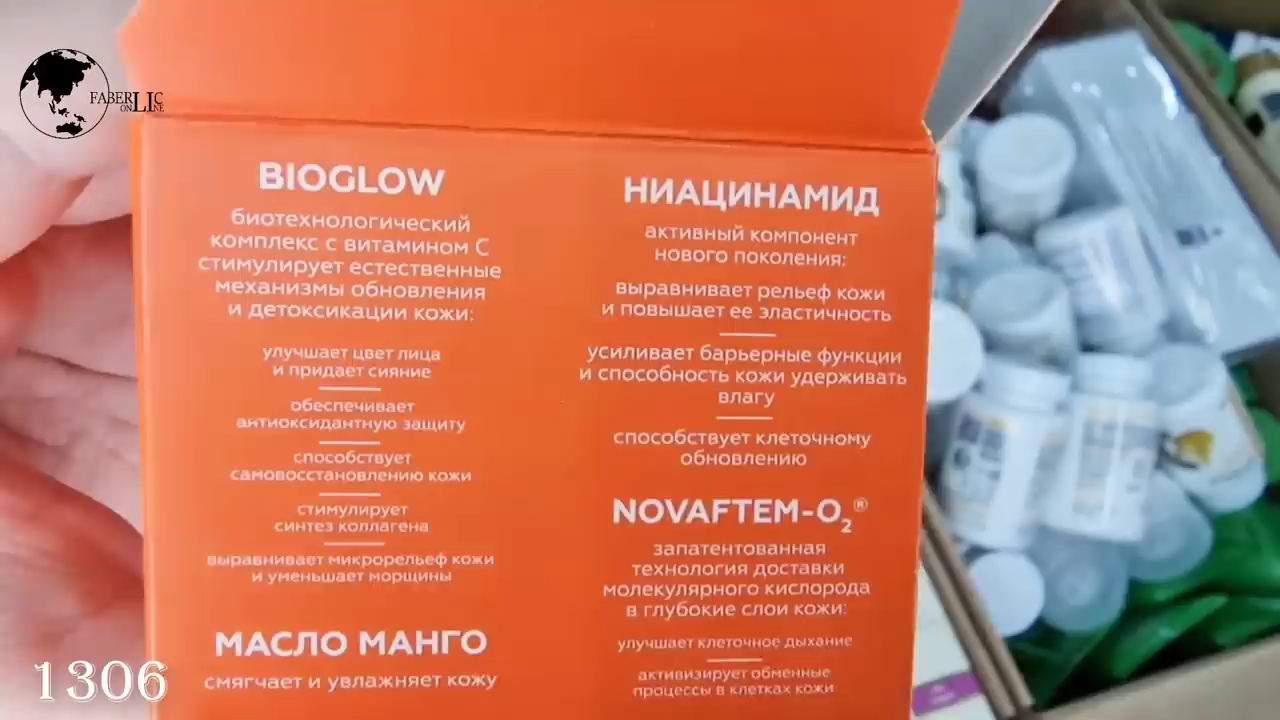 FABERLIC
ONLINE
BIOGLOW
биотехнологический
комплекс с витамином С
стимулирует естественные
механизмы обновления
и детоксикации кожи:
улучшает цвет лица
и придает сияние
обеспечивает
антиоксидантную защиту
способствует
самовосстановлению кожи
стимулирует
синтез коллагена
выравнивает микрорельеф кожи
и уменьшает морщины
МАСЛО МАНГО
смягчает и увлажняет кожу
НИАЦИНАМИД
активный компонент
нового поколения:
выравнивает рельеф кожи
и повышает ее эластичность
усиливает барьерные функции
и способность кожи удерживать
влагу
способствует клеточному
обновлению
NOVAFTEM-O₂®
запатентованная
технология доставки
молекулярного кислорода
в глубокие слои кожи:
улучшает клеточное дыхание
активизирует обменные
процессы в клетках кожи
1306